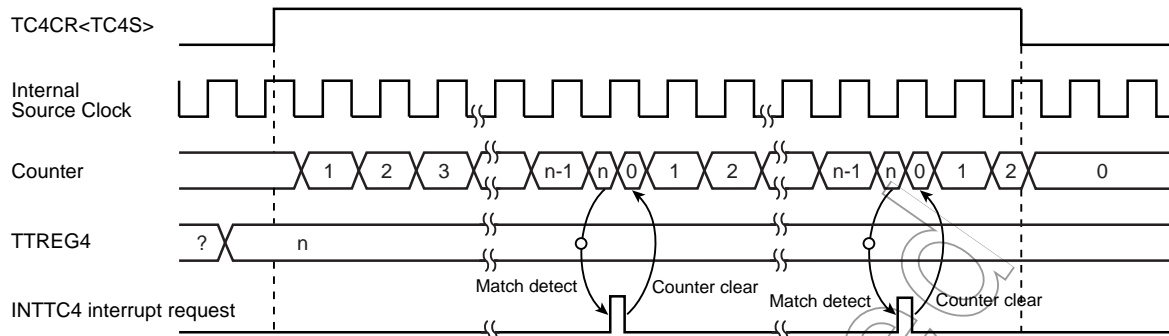 TC4CR<TC4S>
Internal
Source Clock
Counter 1 2 3 n-1 n 0 1 2 n-1 n 0 1 2 0
TTREG4 ? n
Match detect Counter clear Match detect Counter clear
INTTC4 interrupt request